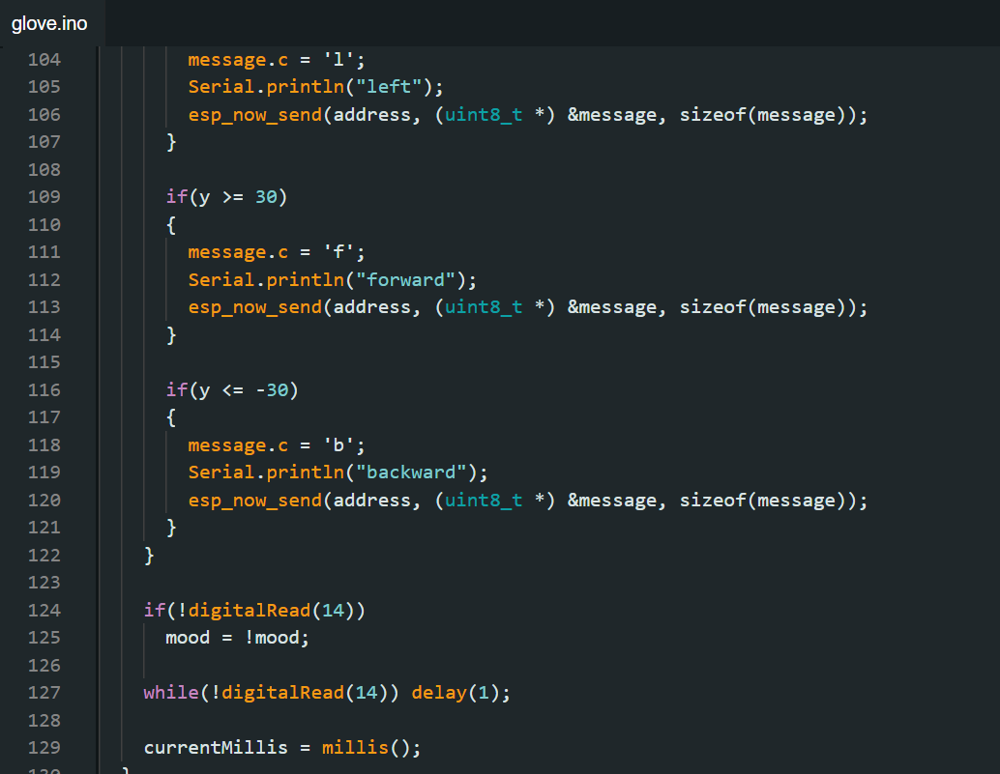 glove.ino
104 message.c = 'l';
105 Serial.println("left");
106 esp_now_send(address, (uint8_t *) &message, sizeof(message));
107 }
108
109 if(y >= 30)
110 {
111 message.c = 'f';
112 Serial.println("forward");
113 esp_now_send(address, (uint8_t *) &message, sizeof(message));
114 }
115
116 if(y <= -30)
117 {
118 message.c = 'b';
119 Serial.println("backward");
120 esp_now_send(address, (uint8_t *) &message, sizeof(message));
121 }
122 }
123
124 if(!digitalRead(14))
125 mood = !mood;
126
127 while(!digitalRead(14)) delay(1);
128
129 currentMillis = millis();
130 }